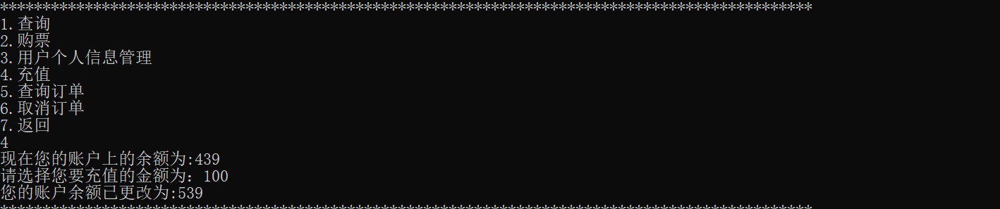 ************************************************************************************************
1.查询
2.购票
3.用户个人信息管理
4.充值
5.查询订单
6.取消订单
7.返回
4
现在您的账户上的余额为:439
请选择您要充值的金额为：100
您的账户余额已更改为:539
************************************************************************************************